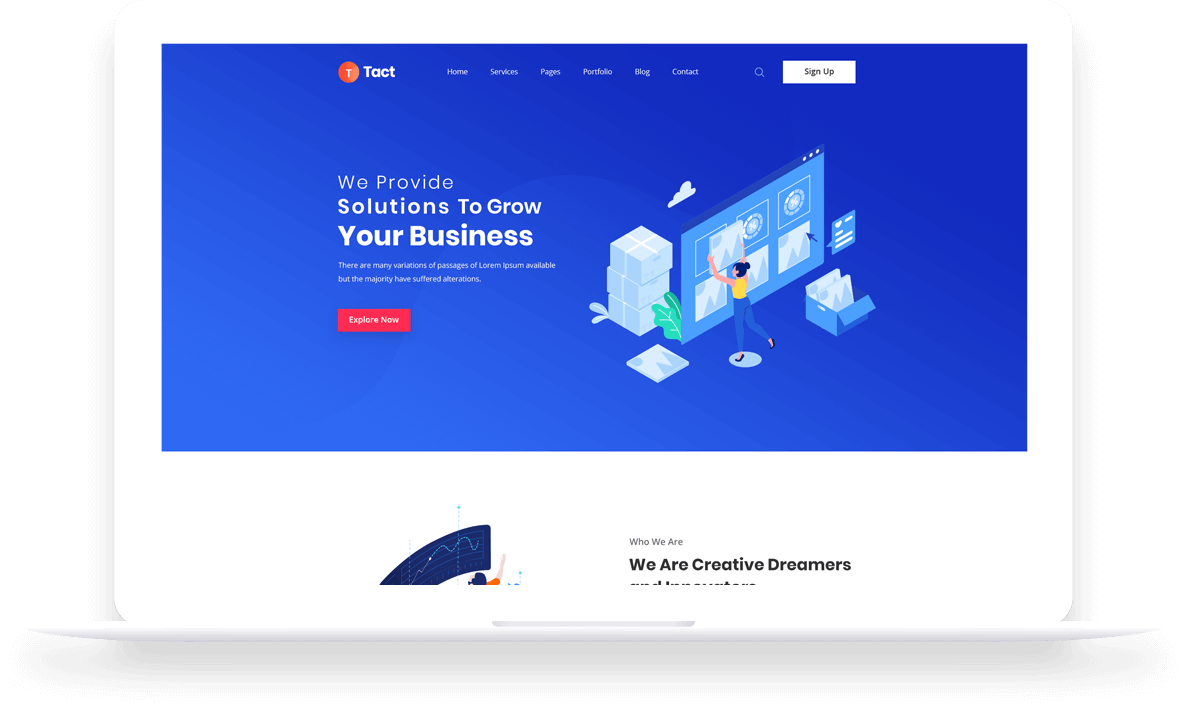 T Tact
Home Services Pages Portfolio Blog Contact
Sign Up
We Provide
Solutions To Grow
Your Business
There are many variations of passages of Lorem Ipsum available
but the majority have suffered alterations.
Explore Now
Who We Are
We Are Creative Dreamers
and Innovators